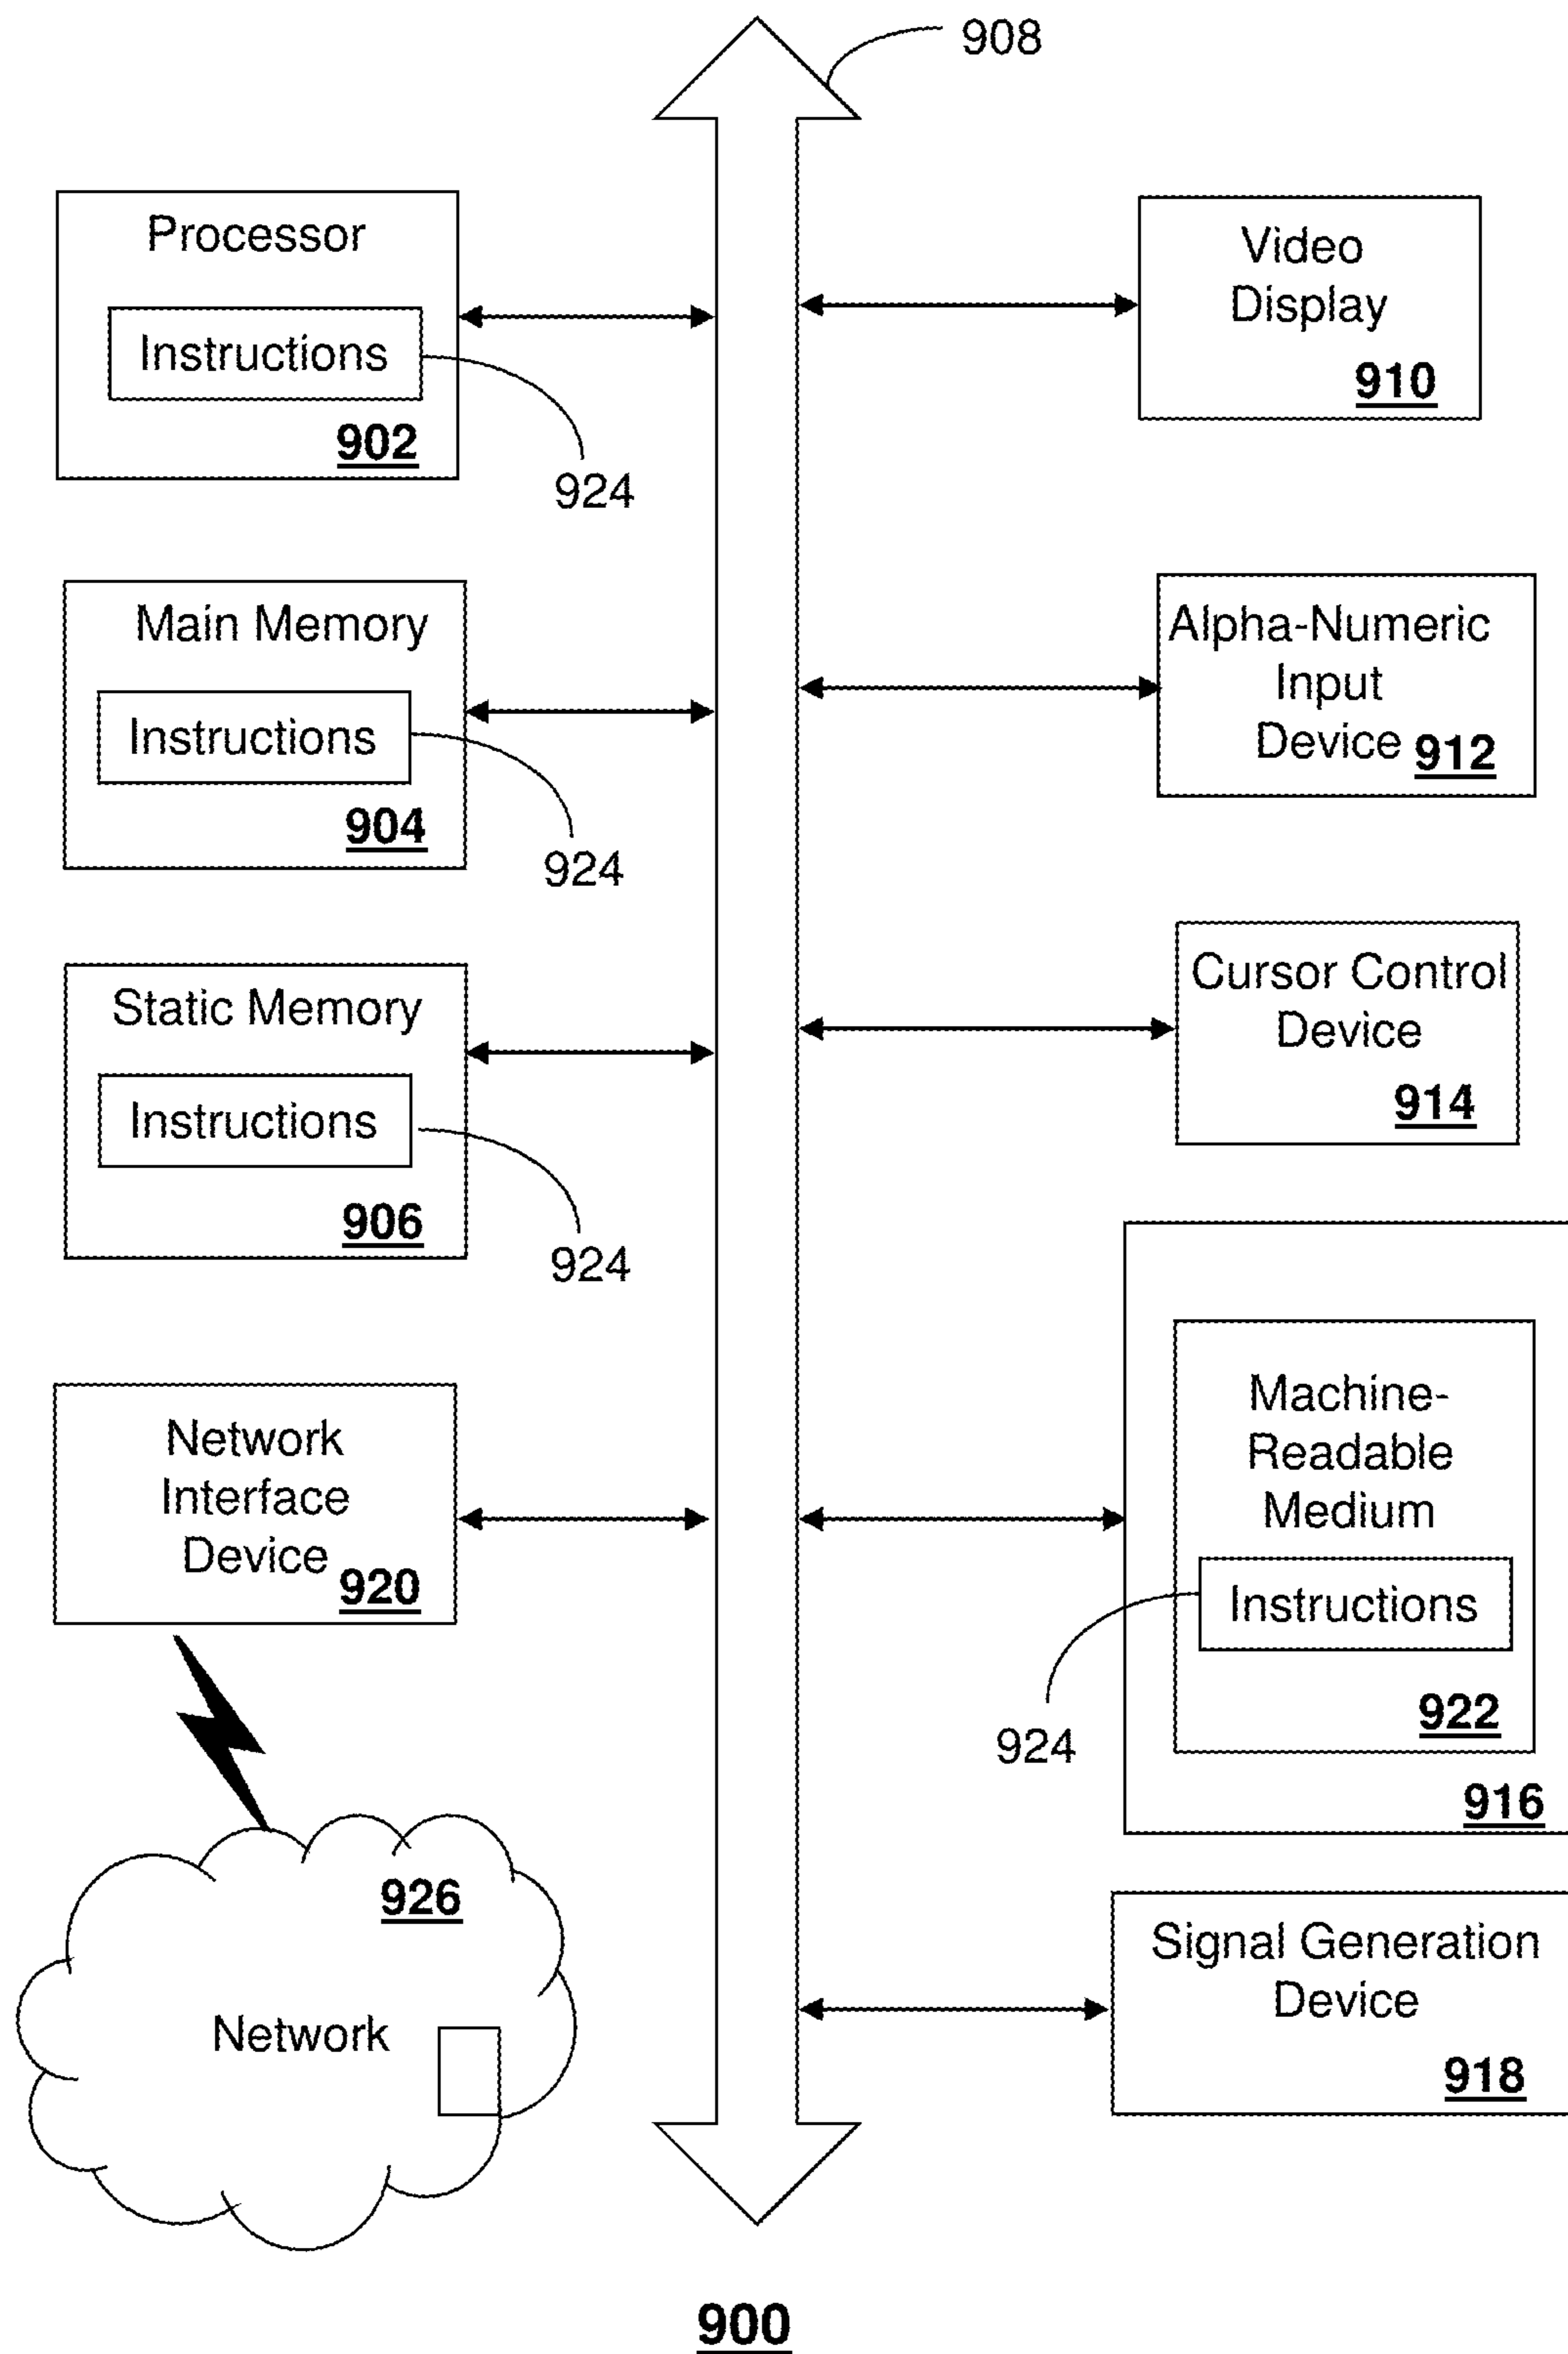 908
Processor
Instructions
902
924
Main Memory
Instructions
904
924
Static Memory
Instructions
906
924
Network
Interface
Device
920
926
Network
Video
Display
910
Alpha-Numeric
Input
Device 912
Cursor Control
Device
914
Machine-
Readable
Medium
Instructions
924
922
916
Signal Generation
Device
918
900